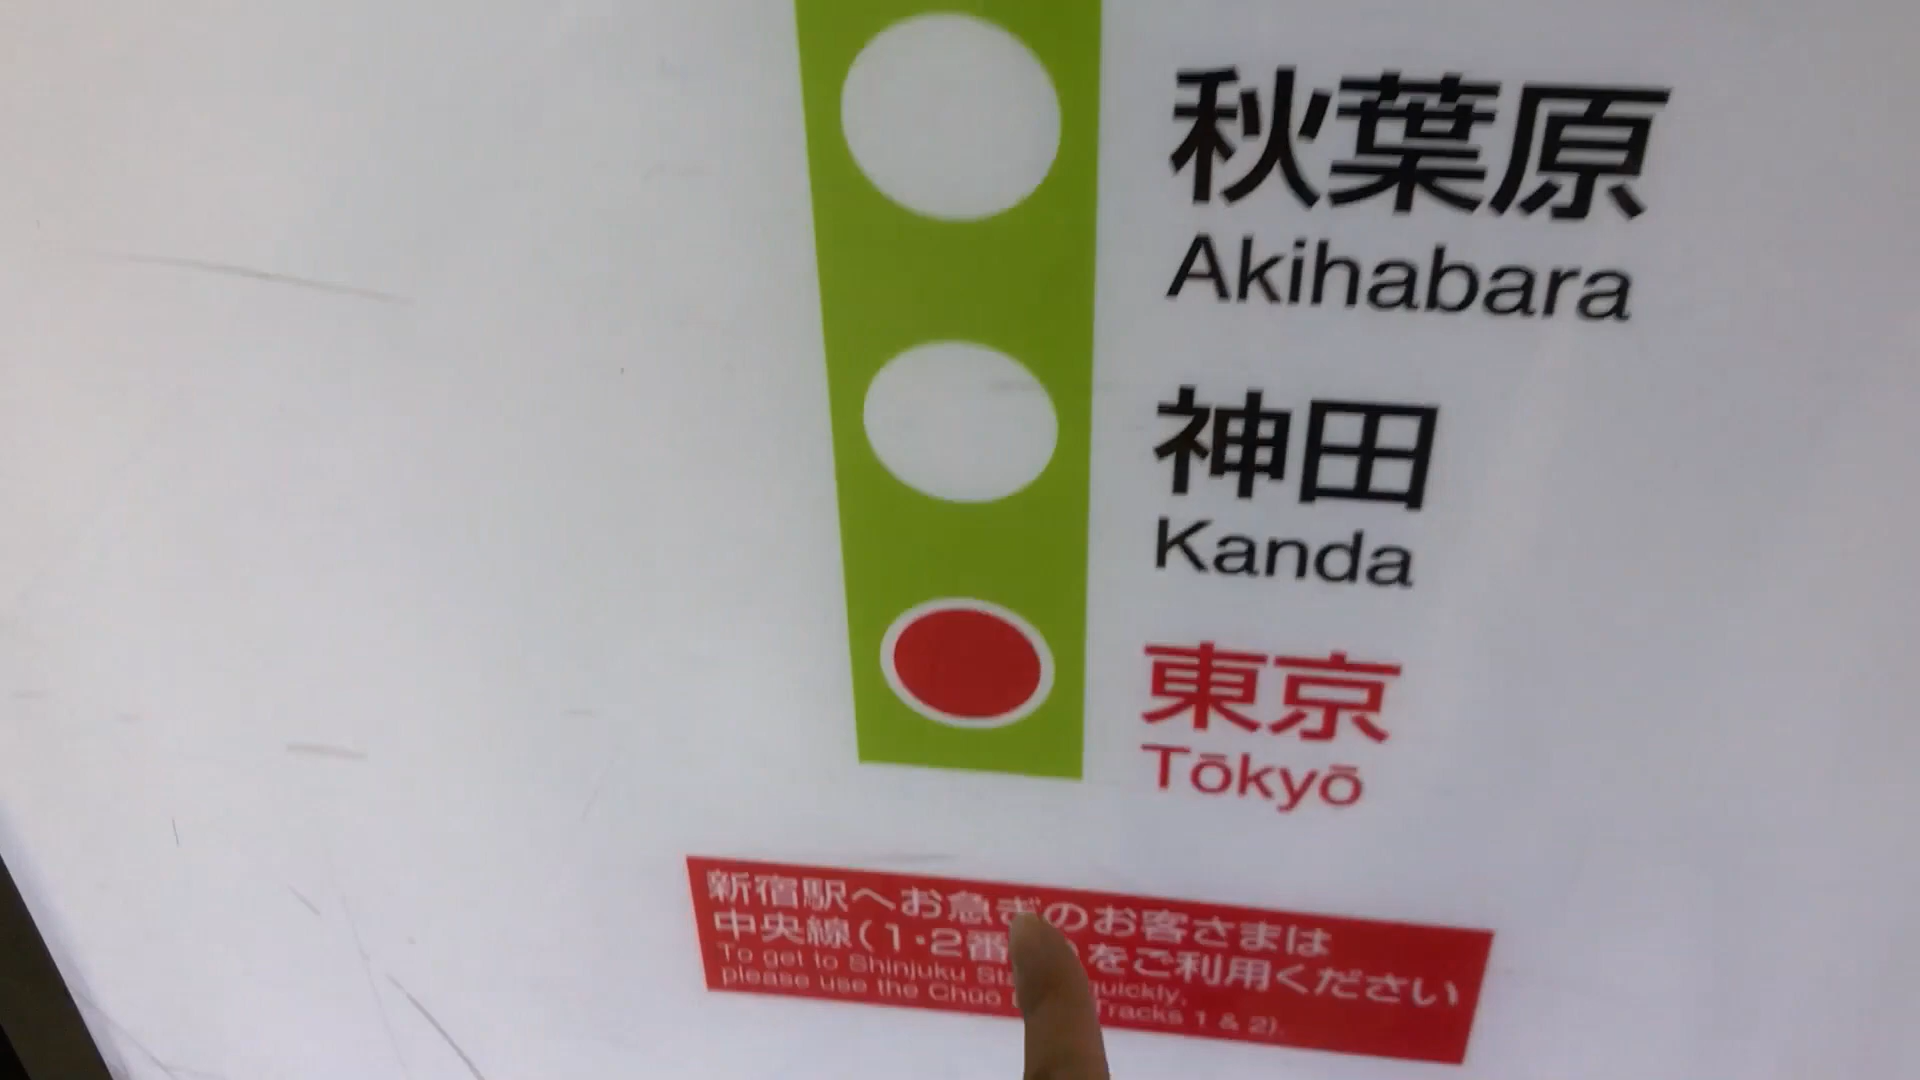 秋葉原
Akihabara
神田
Kanda
東京
Tōkyō
新宿駅へお急ぎのお客さまは
中央線(1・2番 をご利用ください
To get to Shinjuku quickly,
please use the Chūō Tracks 1 & 2).